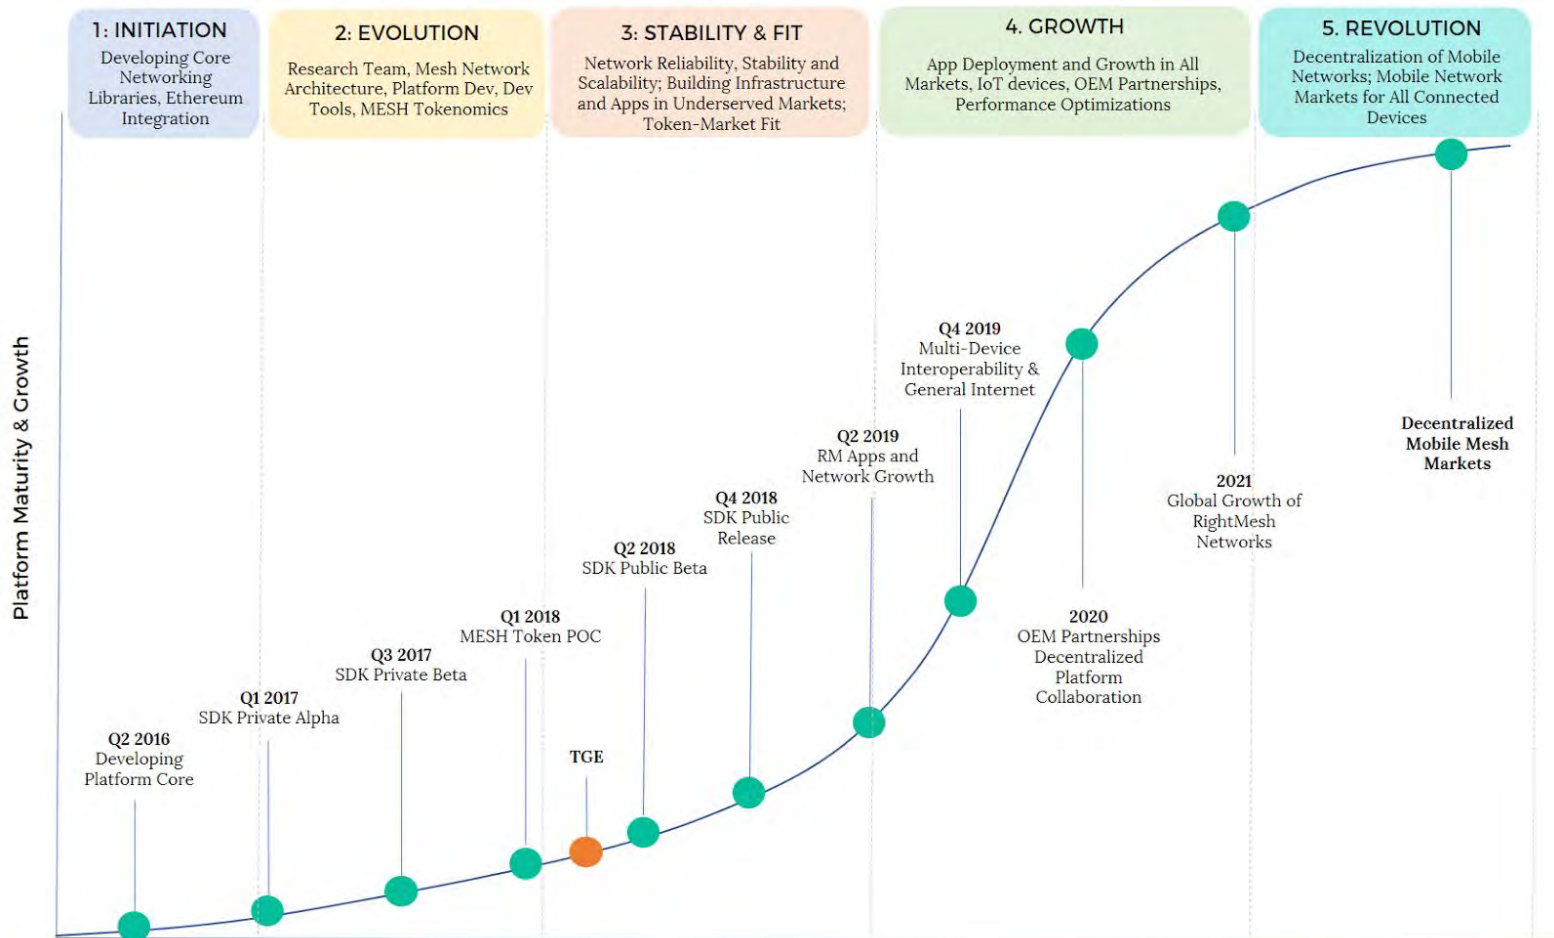 1: INITIATION
Developing Core
Networking
Libraries, Ethereum
Integration
2: EVOLUTION
Research Team, Mesh Network
Architecture, Platform Dev, Dev
Tools, MESH Tokenomics
3: STABILITY & FIT
Network Reliability, Stability and
Scalability; Building Infrastructure
and Apps in Underserved Markets;
Token-Market Fit
4. GROWTH
App Deployment and Growth in All
Markets, IoT devices, OEM Partnerships,
Performance Optimizations
5. REVOLUTION
Decentralization of Mobile
Networks; Mobile Network
Markets for All Connected
Devices
Platform Maturity & Growth
Q2 2016
Developing
Platform Core
Q1 2017
SDK Private Alpha
Q3 2017
SDK Private Beta
Q1 2018
MESH Token POC
TGE
Q2 2018
SDK Public Beta
Q4 2018
SDK Public
Release
Q2 2019
RM Apps and
Network Growth
Q4 2019
Multi-Device
Interoperability &
General Internet
2020
OEM Partnerships
Decentralized
Platform
Collaboration
2021
Global Growth of
RightMesh
Networks
Decentralized
Mobile Mesh
Markets